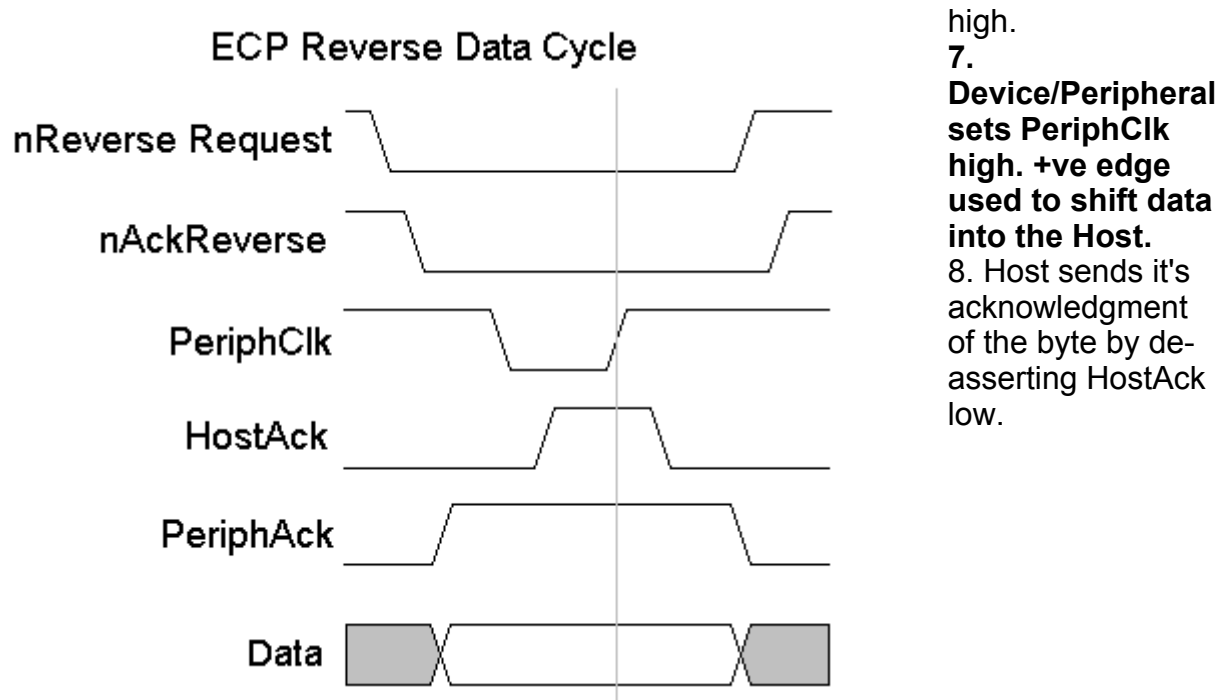 ECP Reverse Data Cycle
nReverse Request
nAckReverse
PeriphClk
HostAck
PeriphAck
Data
high.
7.
Device/Peripheral
sets PeriphClk
high. +ve edge
used to shift data
into the Host.
8. Host sends it's
acknowledgment
of the byte by de-
asserting HostAck
low.